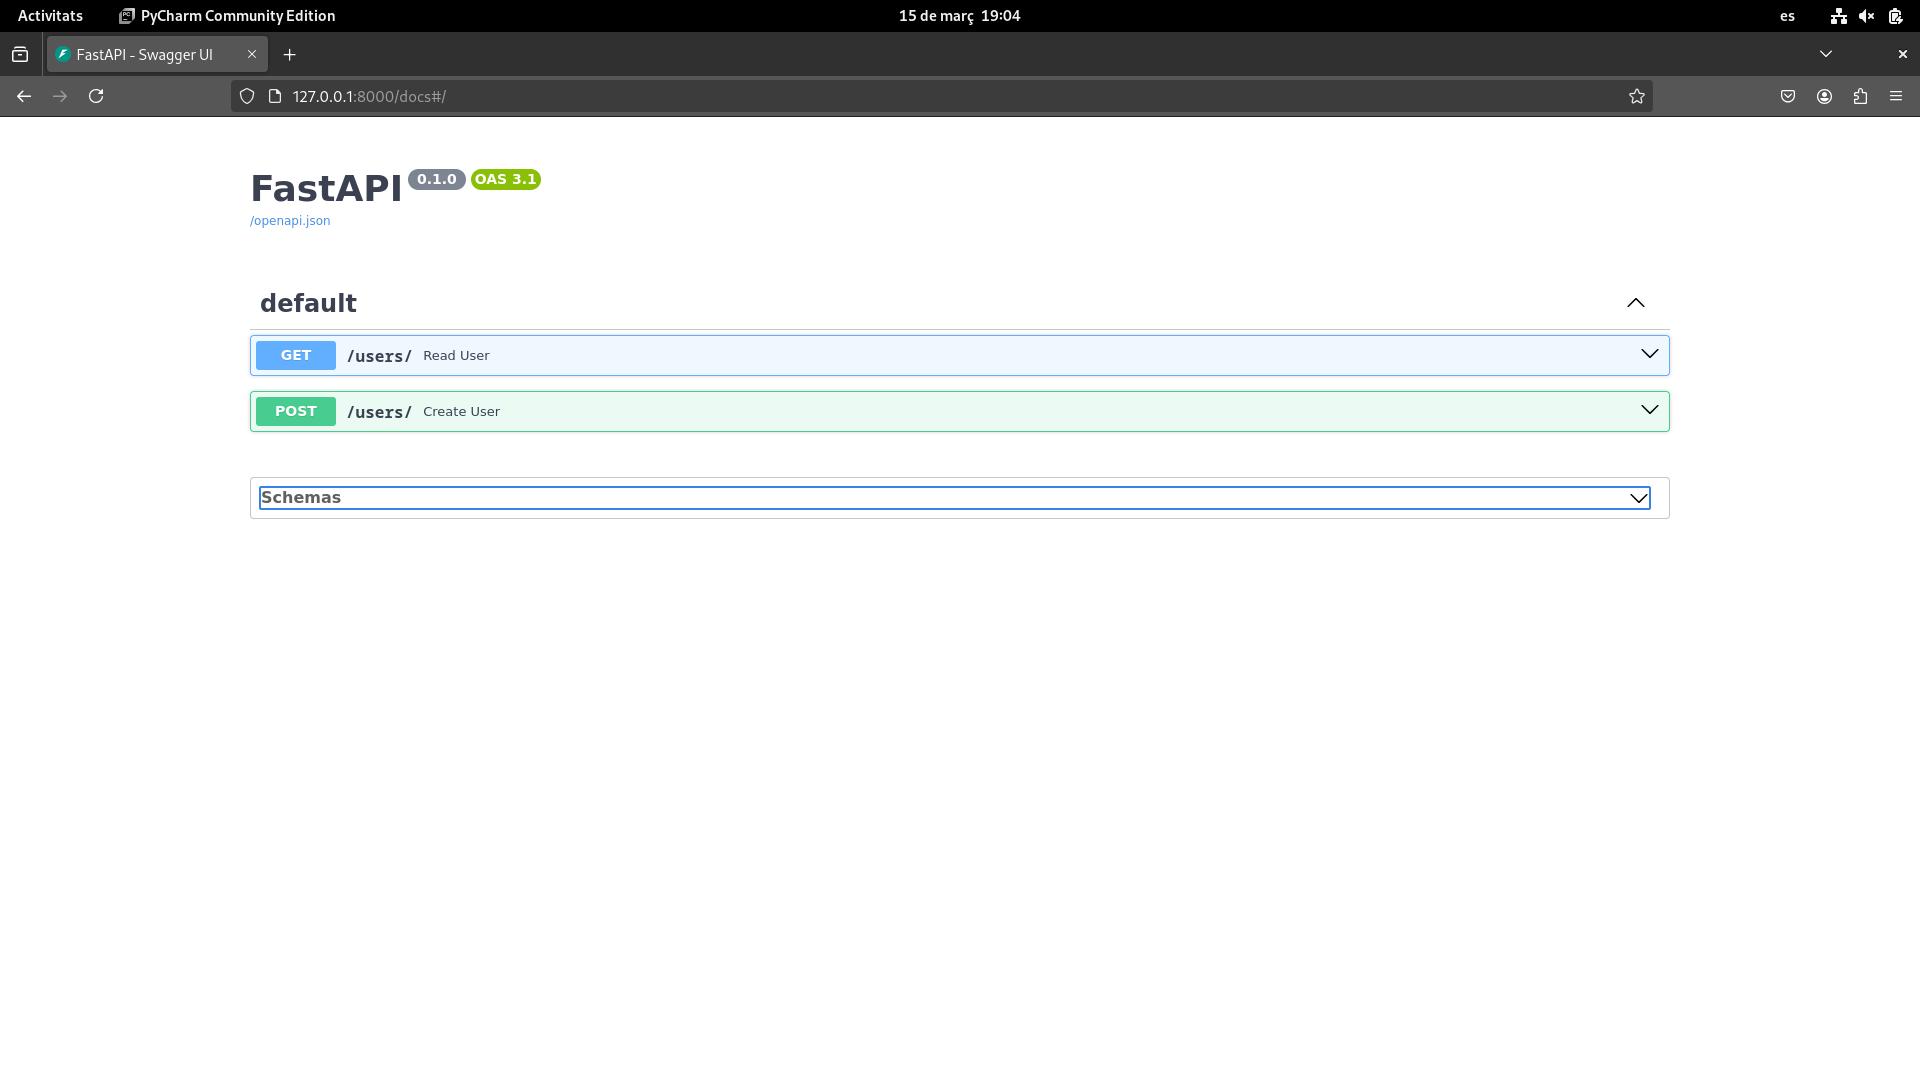 Activitats PyCharm Community Edition 15 de març 19:04 es
FastAPI - Swagger UI
127.0.0.1:8000/docs#/
FastAPI 0.1.0 OAS 3.1
/openapi.json
default
GET /users/ Read User
POST /users/ Create User
Schemas